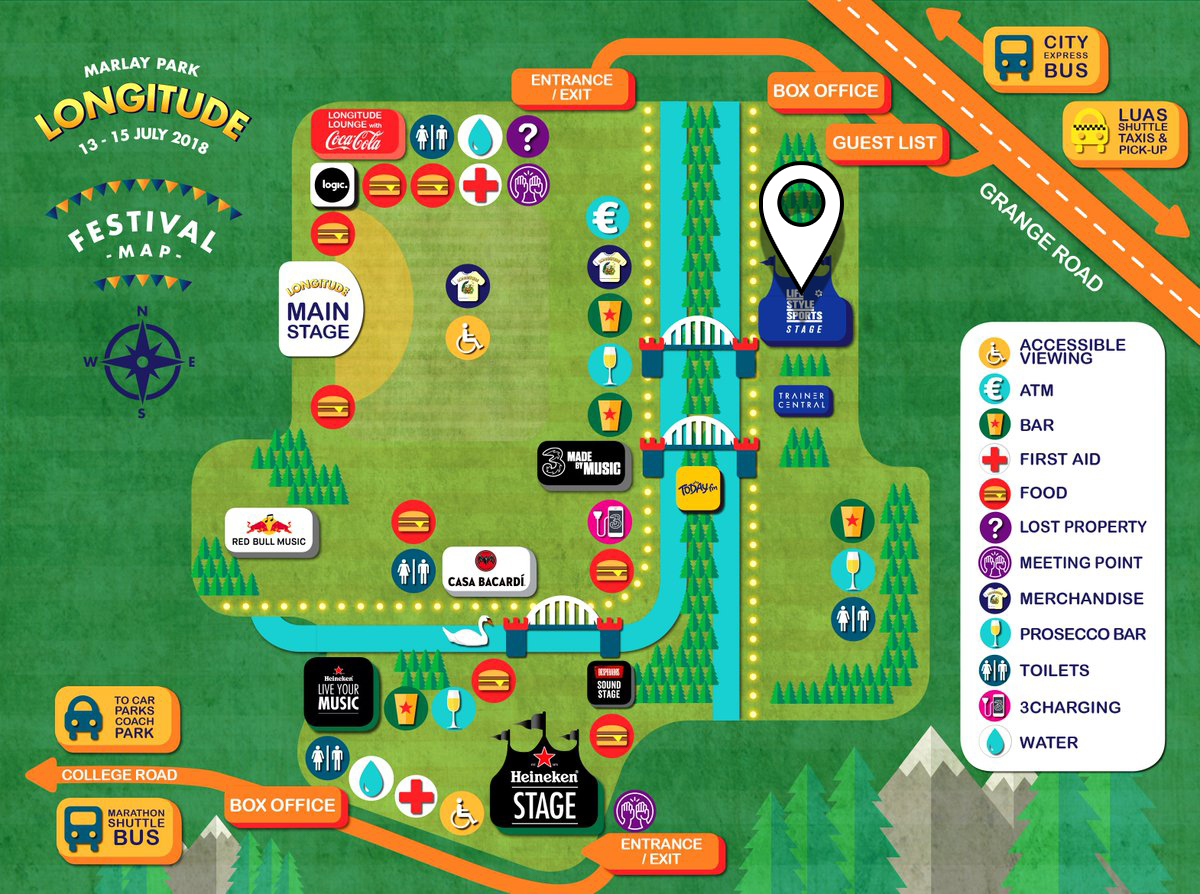 MARLAY PARK
LONGITUDE
13 - 15 JULY 2018
FESTIVAL
- MAP -
N
W
E
S
ENTRANCE
/ EXIT
BOX OFFICE
GUEST LIST
CITY
EXPRESS
BUS
LUAS
SHUTTLE
TAXIS &
PICK-UP
GRANGE ROAD
LONGITUDE
LOUNGE with
Coca-Cola
?
logic.
€
LONGITUDE
MAIN
STAGE
LIFE
STYLE
SPORTS
STAGE
TRAINER
CENTRAL
3 MADE
BY MUSIC
TODAY fm
3
RED BULL MUSIC
CASA BACARDÍ
Heineken
LIVE YOUR
MUSIC
DESPERADOS
SOUND
STAGE
Heineken
STAGE
TO CAR
PARKS
COACH
PARK
COLLEGE ROAD
BOX OFFICE
MARATHON
SHUTTLE
BUS
ENTRANCE
/ EXIT
ACCESSIBLE
VIEWING
€ ATM
BAR
FIRST AID
FOOD
? LOST PROPERTY
MEETING POINT
MERCHANDISE
PROSECCO BAR
TOILETS
3CHARGING
WATER